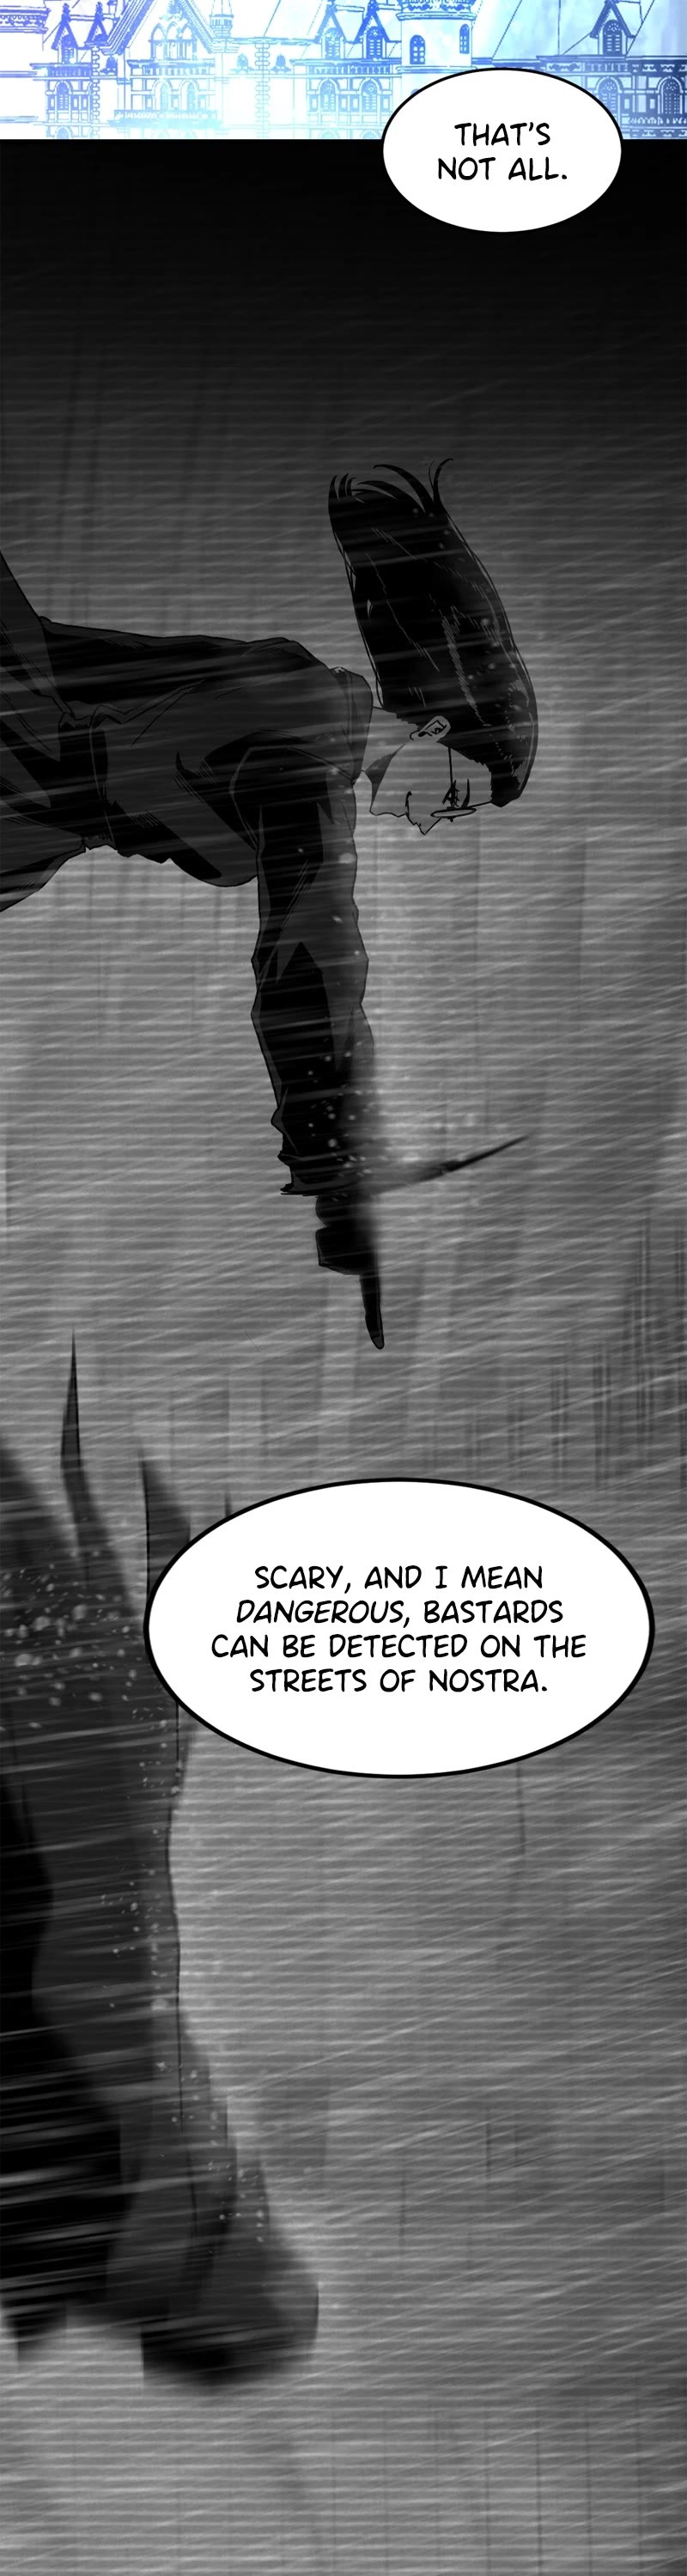 THAT'S
NOT ALL.
SCARY, AND I MEAN
DANGEROUS, BASTARDS
CAN BE DETECTED ON THE
STREETS OF NOSTRA.